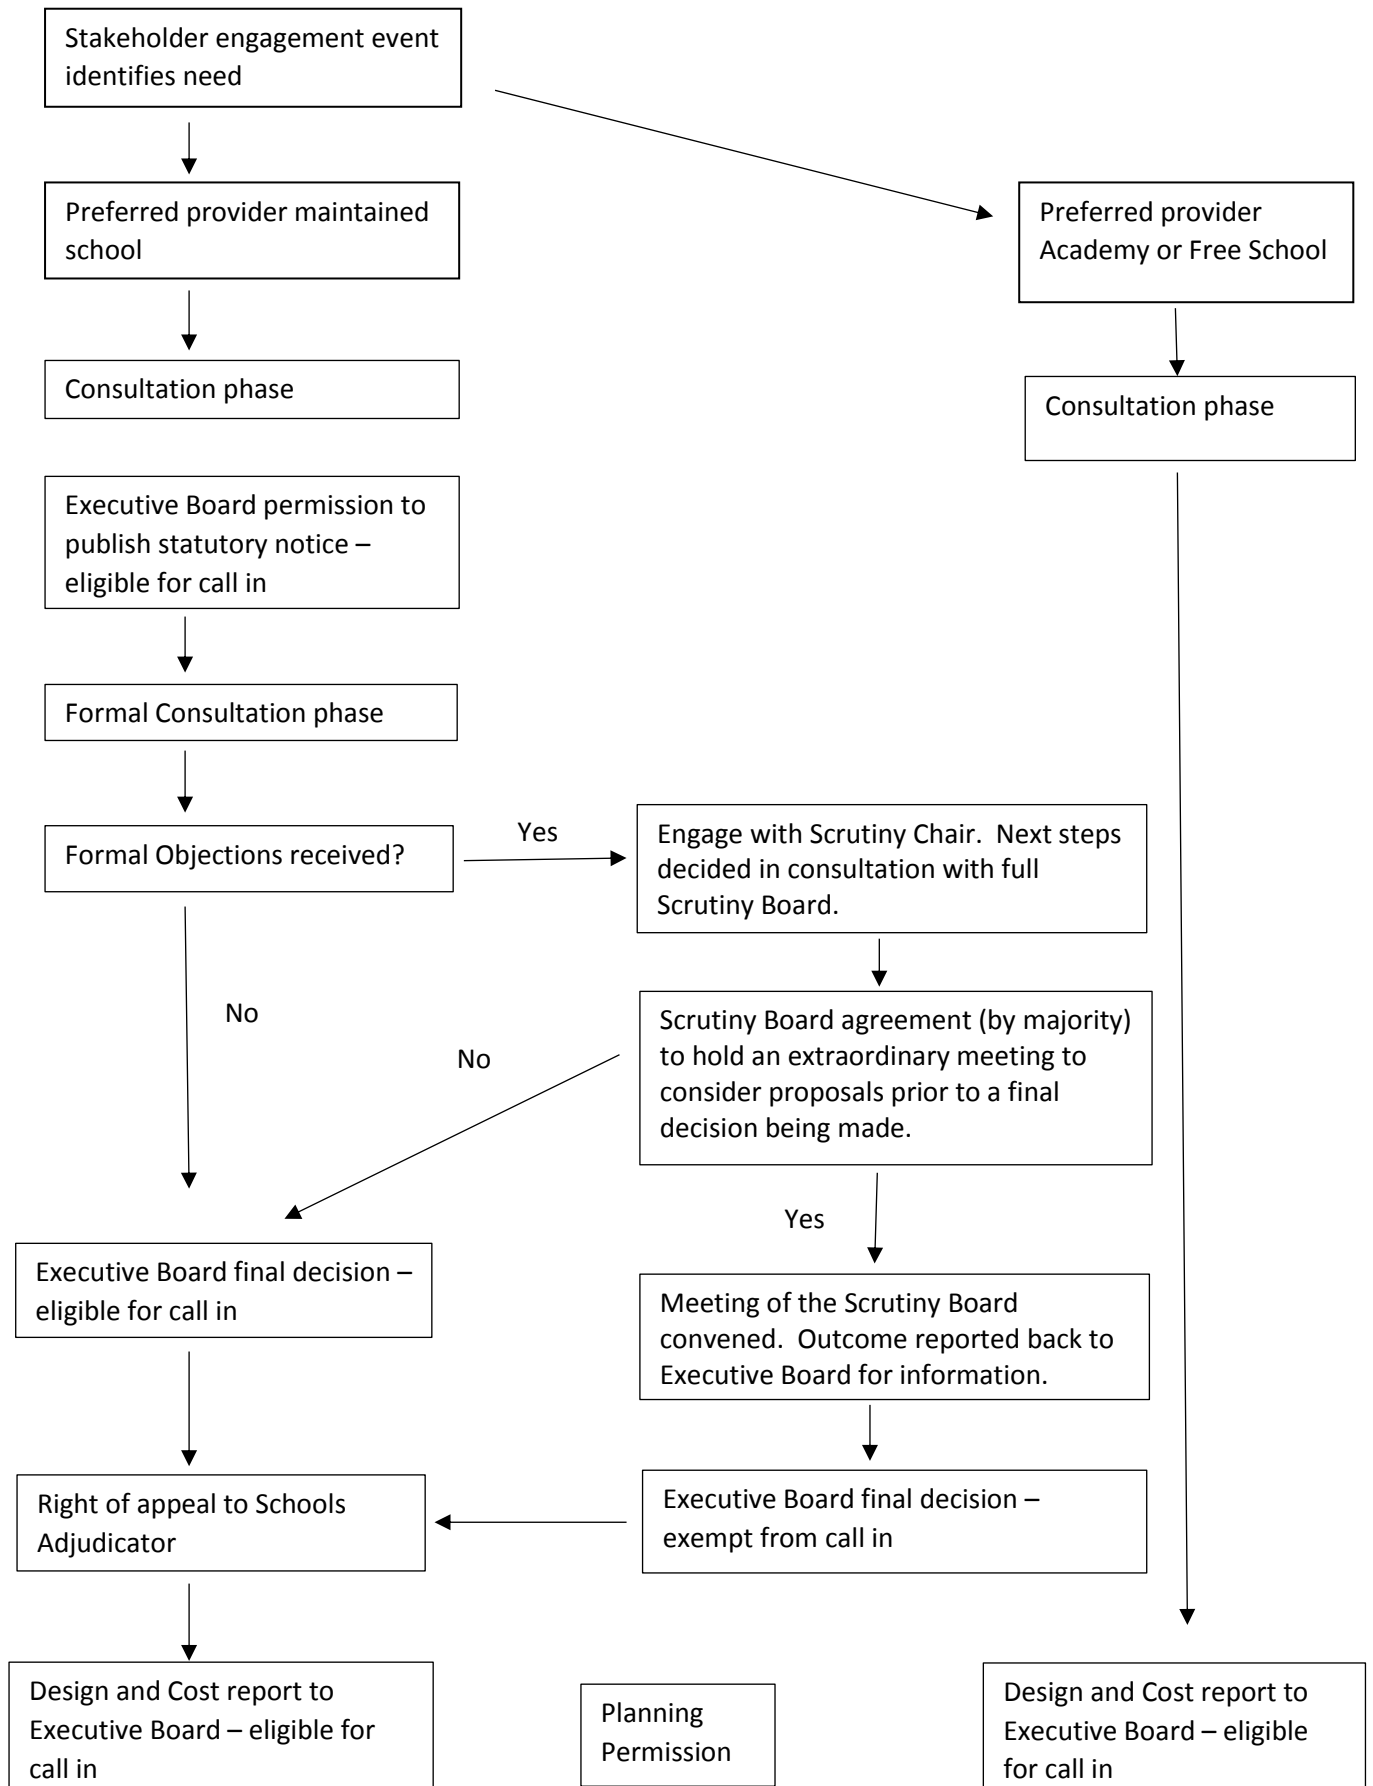 Stakeholder engagement event
identifies need
Preferred provider maintained
school
Preferred provider
Academy or Free School
Consultation phase
Consultation phase
Executive Board permission to
publish statutory notice –
eligible for call in
Formal Consultation phase
Formal Objections received?
Yes
Engage with Scrutiny Chair.  Next steps
decided in consultation with full
Scrutiny Board.
No
No
Scrutiny Board agreement (by majority)
to hold an extraordinary meeting to
consider proposals prior to a final
decision being made.
Yes
Executive Board final decision –
eligible for call in
Meeting of the Scrutiny Board
convened.  Outcome reported back to
Executive Board for information.
Right of appeal to Schools
Adjudicator
Executive Board final decision –
exempt from call in
Design and Cost report to
Executive Board – eligible for
call in
Planning
Permission
Design and Cost report to
Executive Board – eligible
for call in